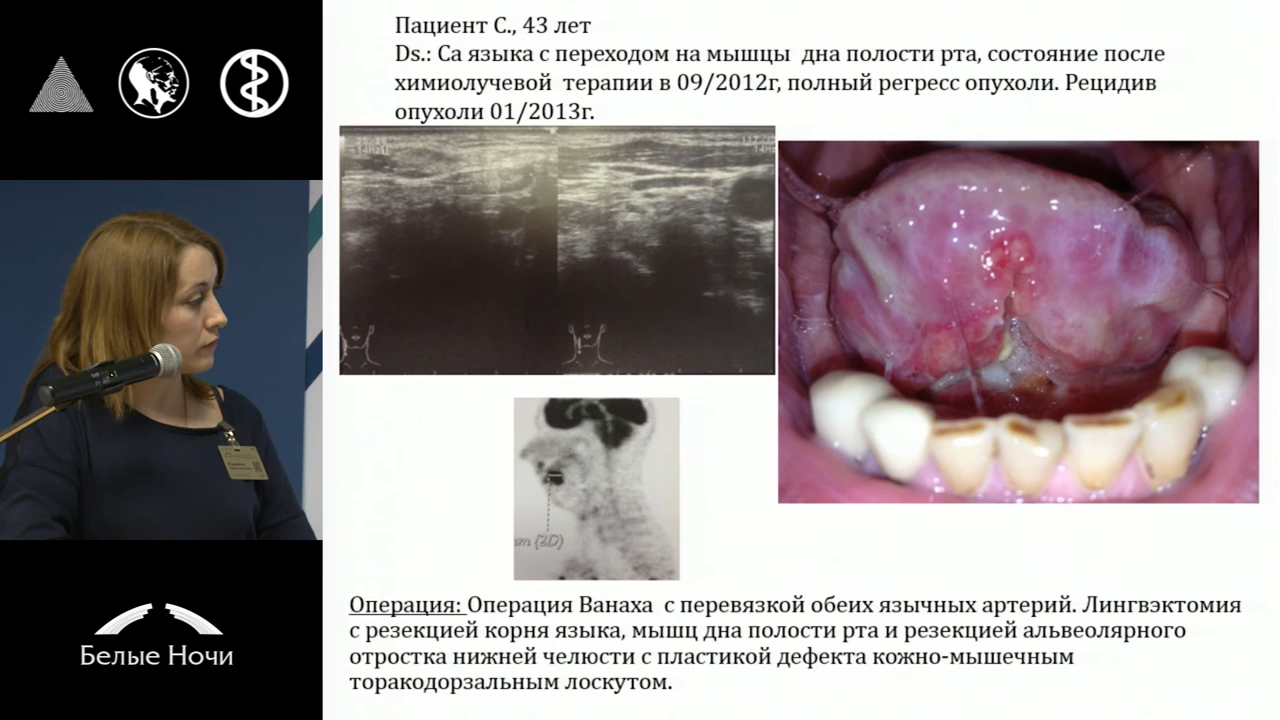 Пациент С., 43 лет
Ds.: Са языка с переходом на мышцы дна полости рта, состояние после
химиолучевой терапии в 09/2012г, полный регресс опухоли. Рецидив
опухоли 01/2013г.
m (2D)
Операция: Операция Ванаха с перевязкой обеих язычных артерий. Лингвэктомия
с резекцией корня языка, мышц дна полости рта и резекцией альвеолярного
отростка нижней челюсти с пластикой дефекта кожно-мышечным
торакодорзальным лоскутом.
Белые Ночи